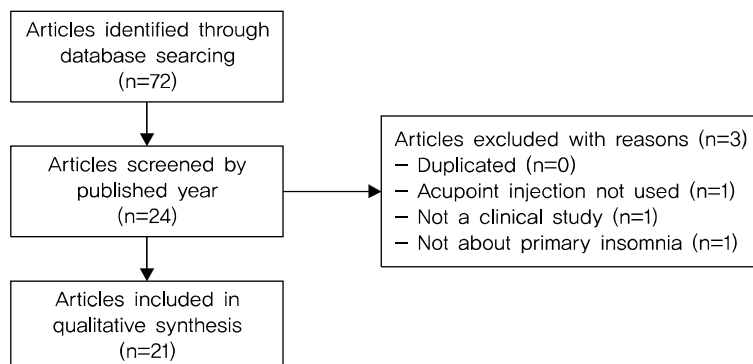 Articles identified through
database searcing
(n=72)
Articles screened by
published year
(n=24)
Articles excluded with reasons (n=3)
– Duplicated (n=0)
– Acupoint injection not used (n=1)
– Not a clinical study (n=1)
– Not about primary insomnia (n=1)
Articles included in
qualitative synthesis
(n=21)